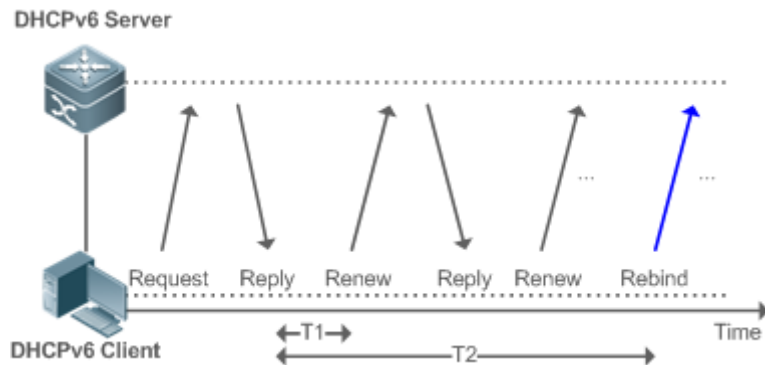 DHCPv6 Server
... ...
Request Reply Renew Reply Renew Rebind
T1
Time
T2
DHCPv6 Client